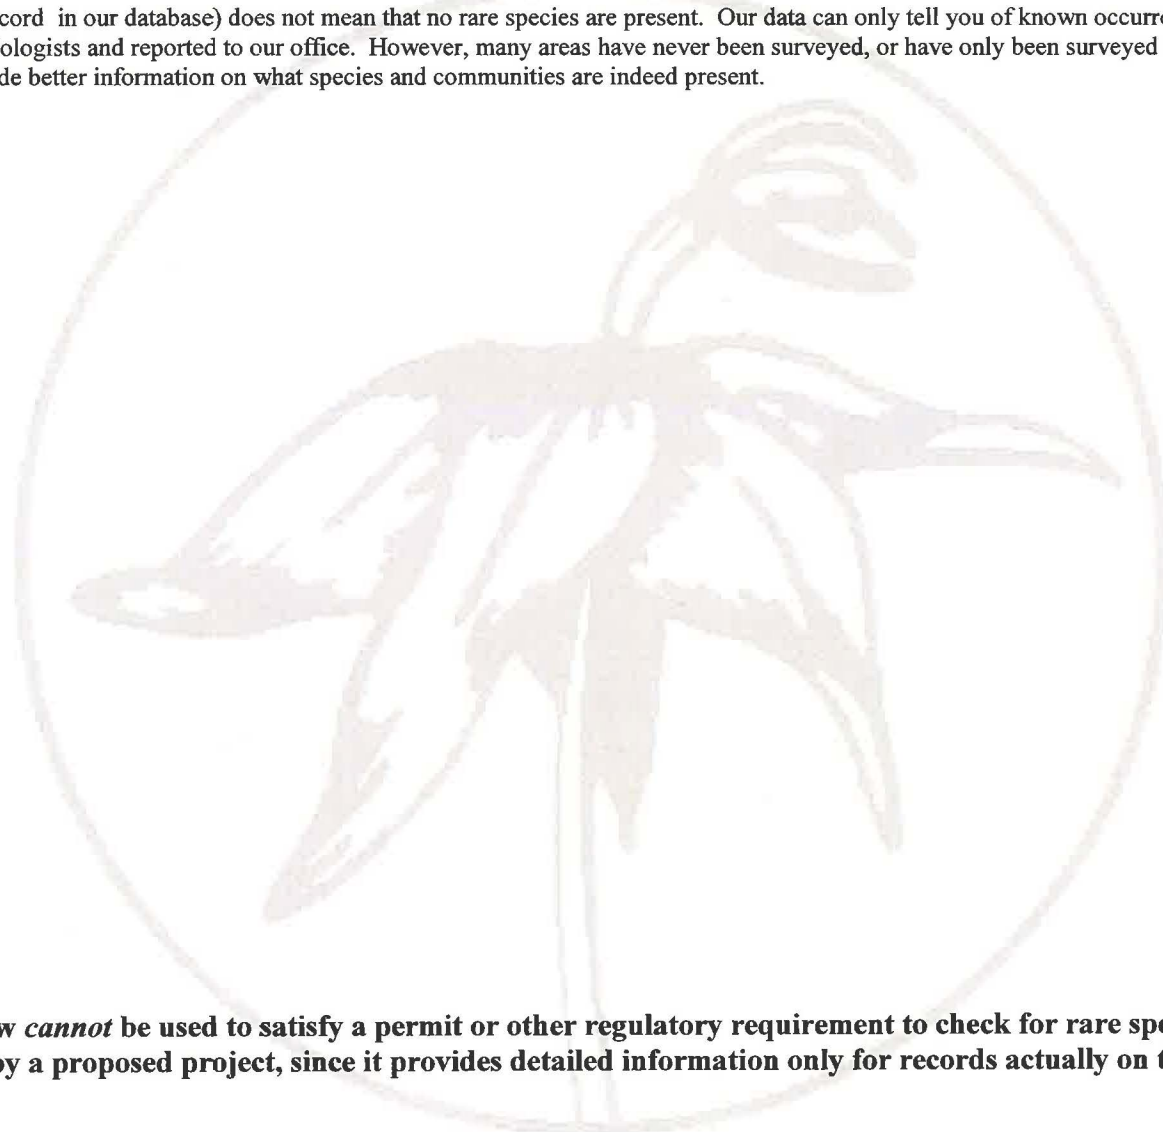 cord in our database) does not mean that no rare species are present. Our data can only tell you of known occurr
ologists and reported to our office. However, many areas have never been surveyed, or have only been surveyed
de better information on what species and communities are indeed present.
w cannot be used to satisfy a permit or other regulatory requirement to check for rare spe
by a proposed project, since it provides detailed information only for records actually on t